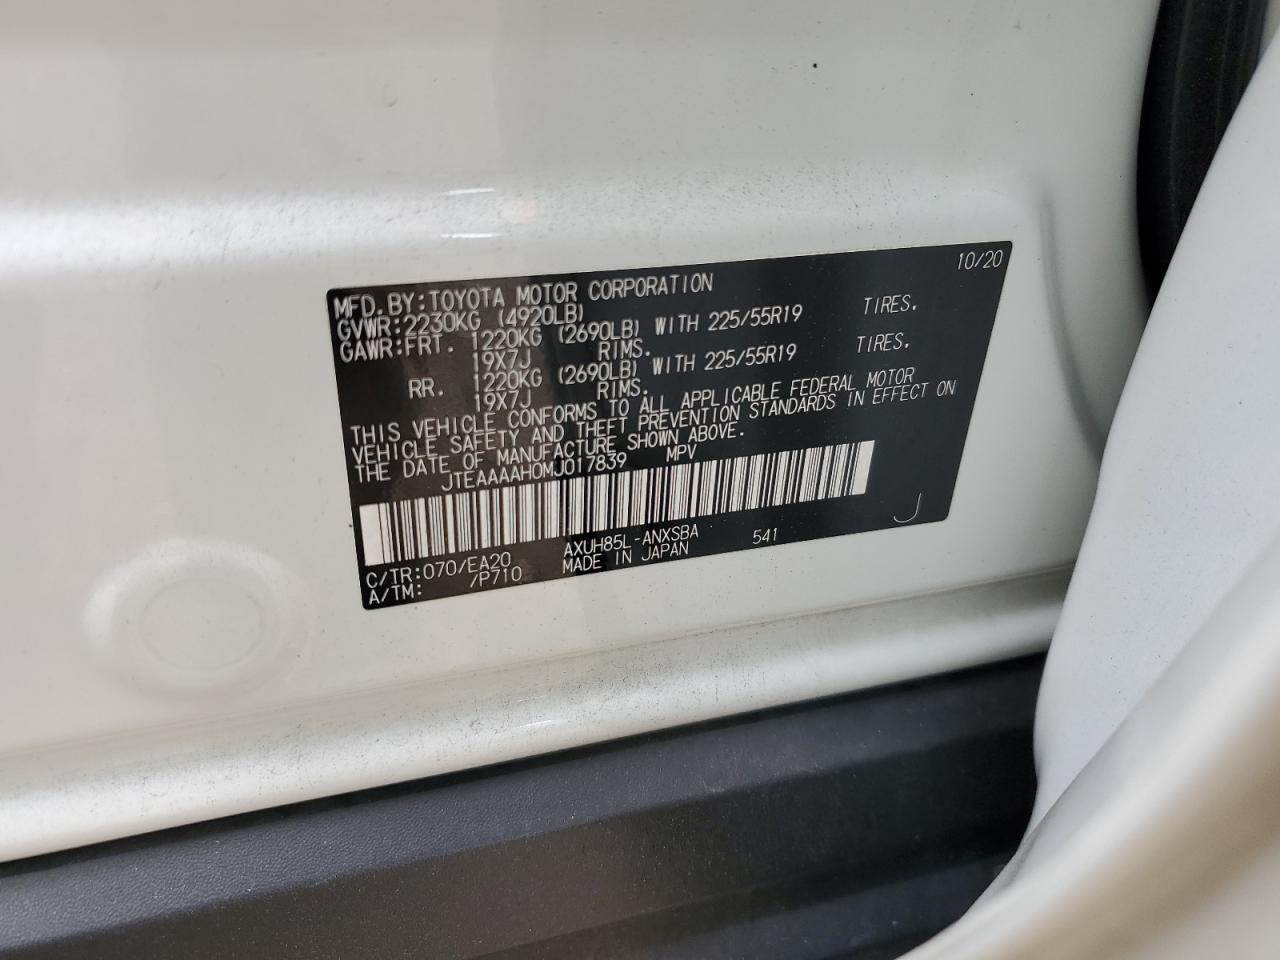 10/20
MFD.BY:TOYOTA MOTOR CORPORATION
GVWR:2230KG (4920LB)
GAWR:FRT. 1220KG (2690LB) WITH 225/55R19 TIRES.
19X7J RIMS.
RR. 1220KG (2690LB) WITH 225/55R19 TIRES.
19X7J RIMS.
THIS VEHICLE CONFORMS TO ALL APPLICABLE FEDERAL MOTOR
VEHICLE SAFETY AND THEFT PREVENTION STANDARDS IN EFFECT ON
THE DATE OF MANUFACTURE SHOWN ABOVE.
JTEAAAAH0MJ017839 MPV
J
C/TR:070/EA20 AXUH85L-ANXSBA 541
A/TM: /P710 MADE IN JAPAN